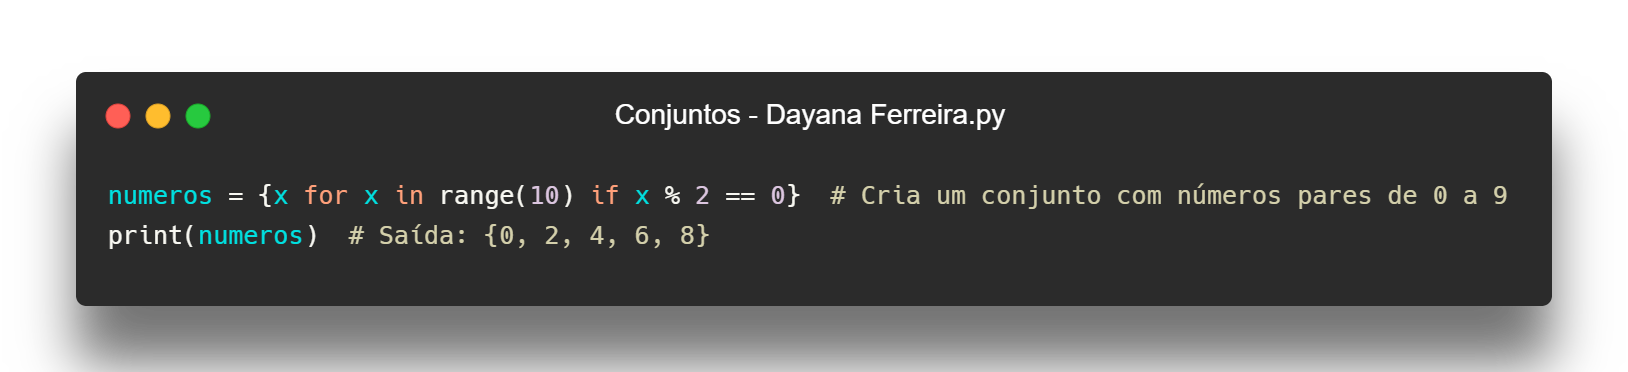 Conjuntos - Dayana Ferreira.py
numeros = {x for x in range(10) if x % 2 == 0}  # Cria um conjunto com números pares de 0 a 9
print(numeros)  # Saída: {0, 2, 4, 6, 8}